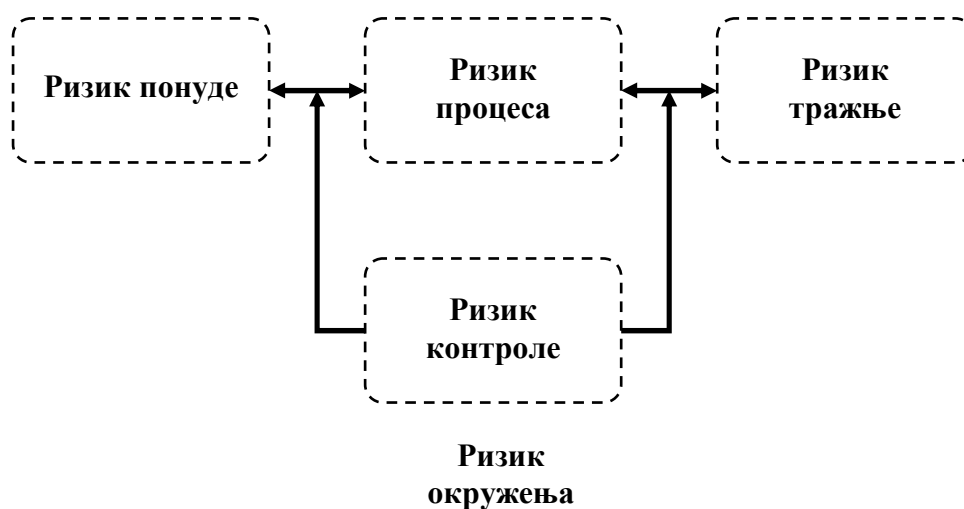 Ризик понуде
Ризик
процеса
Ризик
тражње
Ризик
контроле
Ризик
окружења